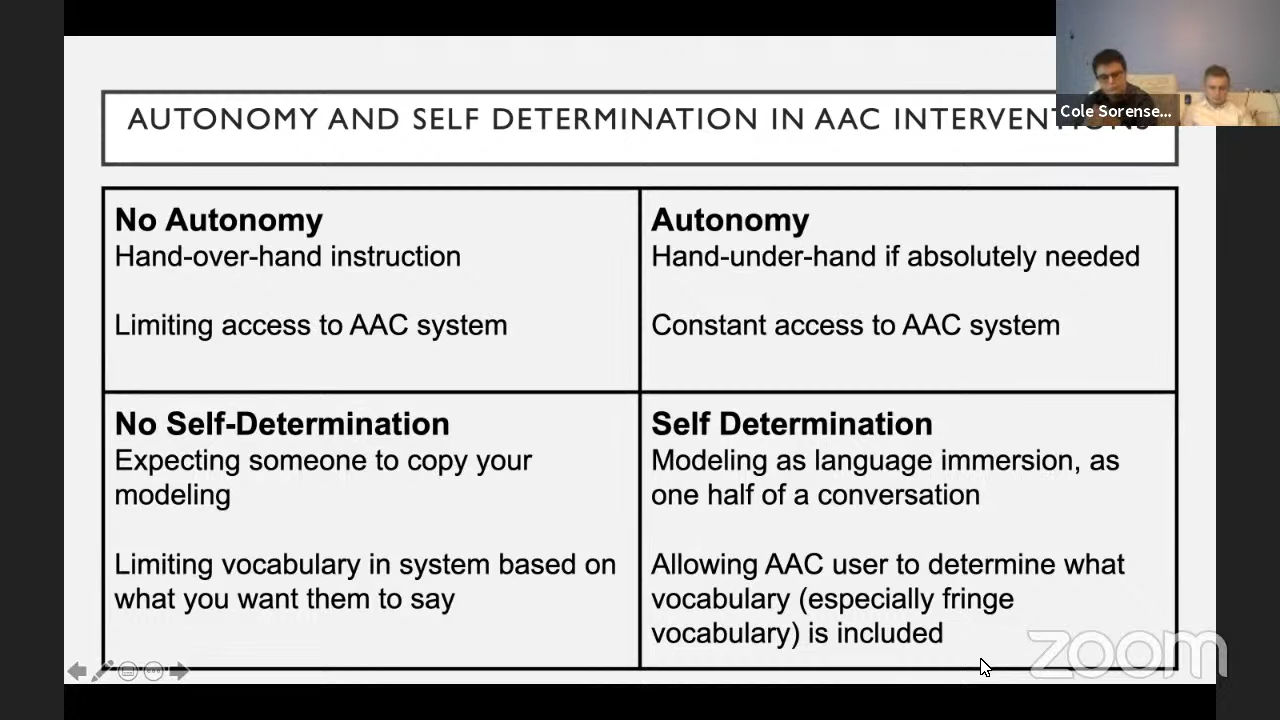 AUTONOMY AND SELF DETERMINATION IN AAC INTERVENTIONS
Cole Sorense...
No Autonomy
Hand-over-hand instruction
Limiting access to AAC system
Autonomy
Hand-under-hand if absolutely needed
Constant access to AAC system
No Self-Determination
Expecting someone to copy your
modeling
Limiting vocabulary in system based on
what you want them to say
Self Determination
Modeling as language immersion, as
one half of a conversation
Allowing AAC user to determine what
vocabulary (especially fringe
vocabulary) is included
zoom